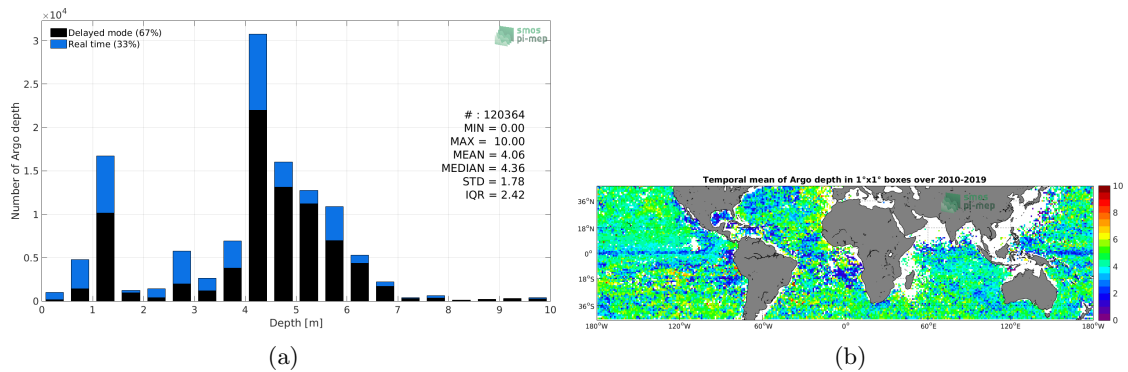 ×10⁴
3
2.5
2
1.5
1
0.5
0
Number of Argo depth
Delayed mode (67%)
Real time (33%)
smos
pi-mep
# : 120364
MIN = 0.00
MAX = 10.00
MEAN = 4.06
MEDIAN = 4.36
STD = 1.78
IQR = 2.42
0 1 2 3 4 5 6 7 8 9 10
Depth [m]
(a)
Temporal mean of Argo depth in 1°x1° boxes over 2010-2019
smos
pi-mep
36°N
18°N
0°
18°S
36°S
180°W 120°W 60°W 0° 60°E 120°E 180°W
10
8
6
4
2
0
(b)